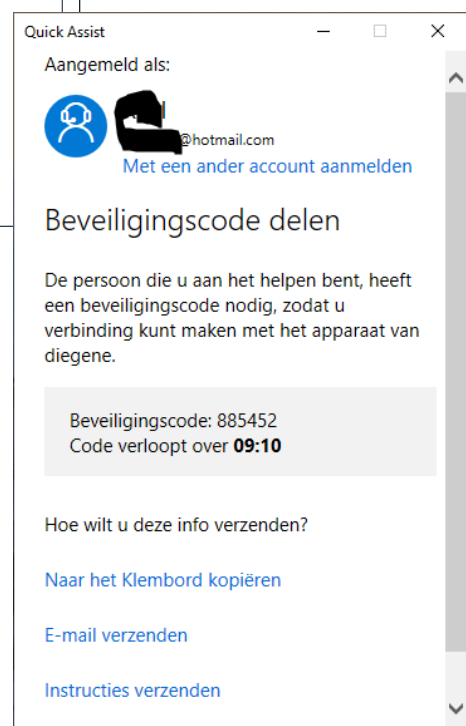 Quick Assist
Aangemeld als:
@hotmail.com
Met een ander account aanmelden
Beveiligingscode delen
De persoon die u aan het helpen bent, heeft
een beveiligingscode nodig, zodat u
verbinding kunt maken met het apparaat van
diegene.
Beveiligingscode: 885452
Code verloopt over 09:10
Hoe wilt u deze info verzenden?
Naar het Klembord kopiëren
E-mail verzenden
Instructies verzenden